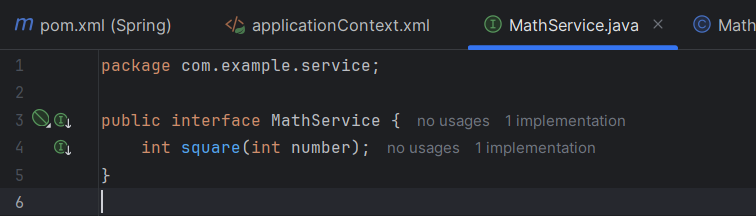 pom.xml (Spring) applicationContext.xml MathService.java Math
1 package com.example.service;
2
3 public interface MathService { no usages 1 implementation
4 int square(int number); no usages 1 implementation
5 }
6